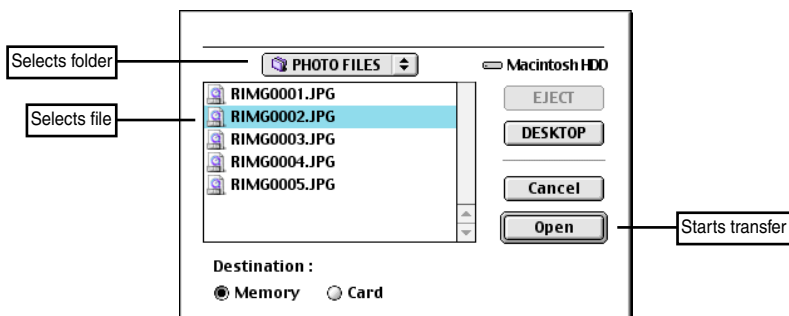 Selects folder
PHOTO FILES
Macintosh HDD
RIMG0001.JPG
EJECT
Selects file
RIMG0002.JPG
DESKTOP
RIMG0003.JPG
RIMG0004.JPG
RIMG0005.JPG
Cancel
Open
Starts transfer
Destination :
Memory
Card